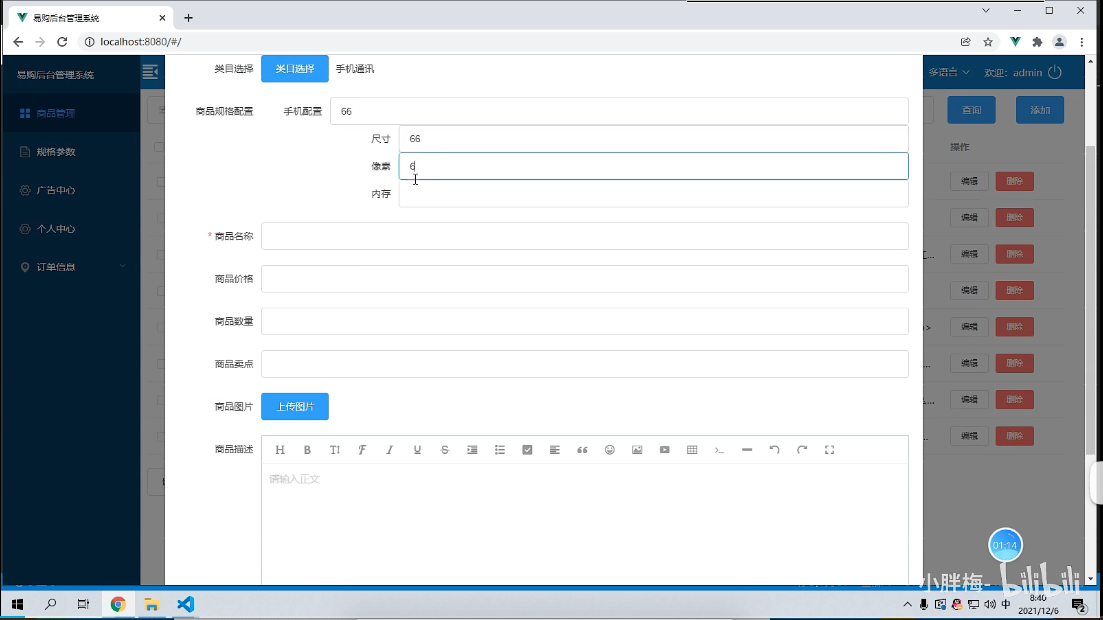 易购后台管理系统
localhost:8080/#/
易购后台管理系统
多语言
欢迎: admin
类目选择 类目选择 手机通讯
商品管理
规格参数
广告中心
个人中心
订单信息
商品规格配置 手机配置 66
尺寸 66
像素 6
内存
* 商品名称
商品价格
商品数量
商品卖点
商品图片 上传图片
商品描述 H B TI F I U S
请输入正文
查询 添加
操作
编辑 删除
编辑 删除
编辑 删除
编辑 删除
编辑 删除
编辑 删除
编辑 删除
编辑 删除
01:14
小胖梅- bilibili
中
8:40
2021/12/6
2